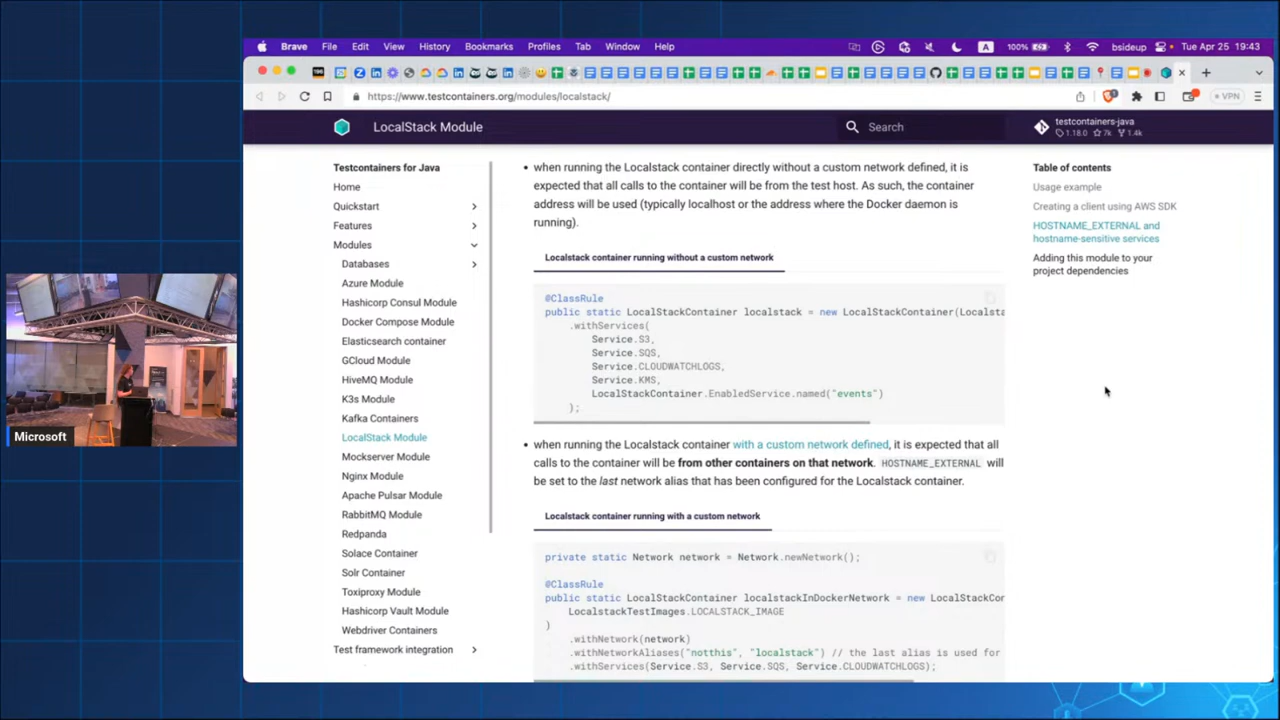 Brave File Edit View History Bookmarks Profiles Tab Window Help
A 100% bsideup Tue Apr 25 19:43
https://www.testcontainers.org/modules/localstack/
VPN
LocalStack Module
Search
testcontainers-java
1.18.0 7k 1.4k
Testcontainers for Java
Home
Quickstart
Features
Modules
Databases
Azure Module
Hashicorp Consul Module
Docker Compose Module
Elasticsearch container
GCloud Module
HiveMQ Module
K3s Module
Kafka Containers
LocalStack Module
Mockserver Module
Nginx Module
Apache Pulsar Module
RabbitMQ Module
Redpanda
Solace Container
Solr Container
Toxiproxy Module
Hashicorp Vault Module
Webdriver Containers
Test framework integration
when running the Localstack container directly without a custom network defined, it is
expected that all calls to the container will be from the test host. As such, the container
address will be used (typically localhost or the address where the Docker daemon is
running).
Localstack container running without a custom network
@ClassRule
public static LocalStackContainer localstack = new LocalStackContainer(Localsta
.withServices(
Service.S3,
Service.SQS,
Service.CLOUDWATCHLOGS,
Service.KMS,
LocalStackContainer.EnabledService.named("events")
);
when running the Localstack container with a custom network defined, it is expected that all
calls to the container will be from other containers on that network. HOSTNAME_EXTERNAL will
be set to the last network alias that has been configured for the Localstack container.
Localstack container running with a custom network
private static Network network = Network.newNetwork();
@ClassRule
public static LocalStackContainer localstackInDockerNetwork = new LocalStackCon
LocalstackTestImages.LOCALSTACK_IMAGE
)
.withNetwork(network)
.withNetworkAliases("notthis", "localstack") // the last alias is used for
.withServices(Service.S3, Service.SQS, Service.CLOUDWATCHLOGS);
Table of contents
Usage example
Creating a client using AWS SDK
HOSTNAME_EXTERNAL and
hostname-sensitive services
Adding this module to your
project dependencies
Microsoft